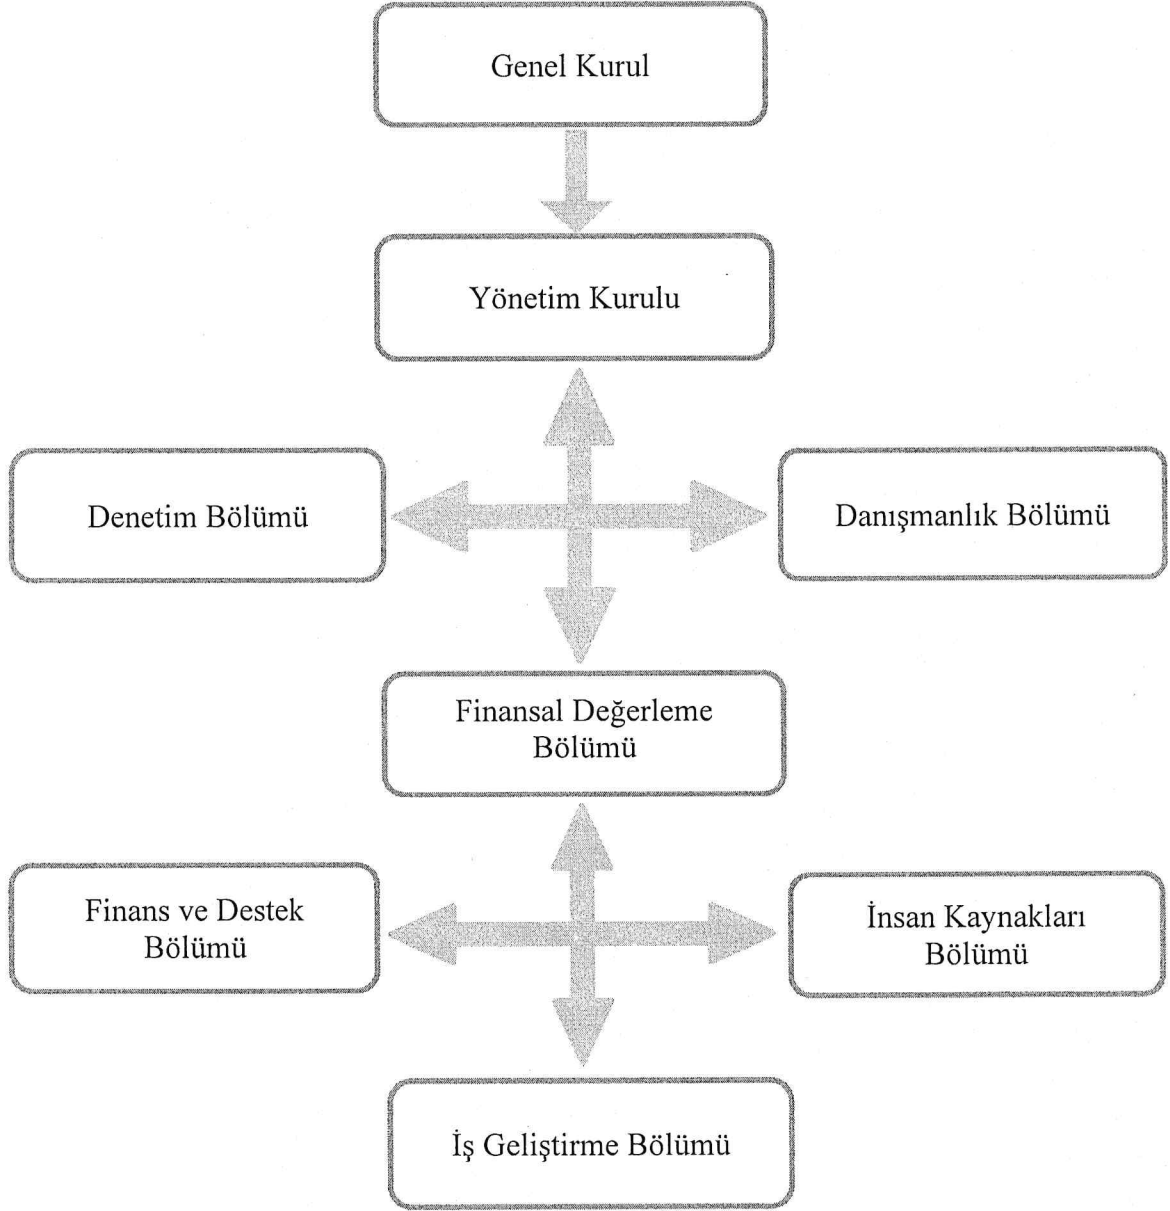 Genel Kurul
Yönetim Kurulu
Denetim Bölümü
Danışmanlık Bölümü
Finansal Değerleme
Bölümü
Finans ve Destek
Bölümü
İnsan Kaynakları
Bölümü
İş Geliştirme Bölümü